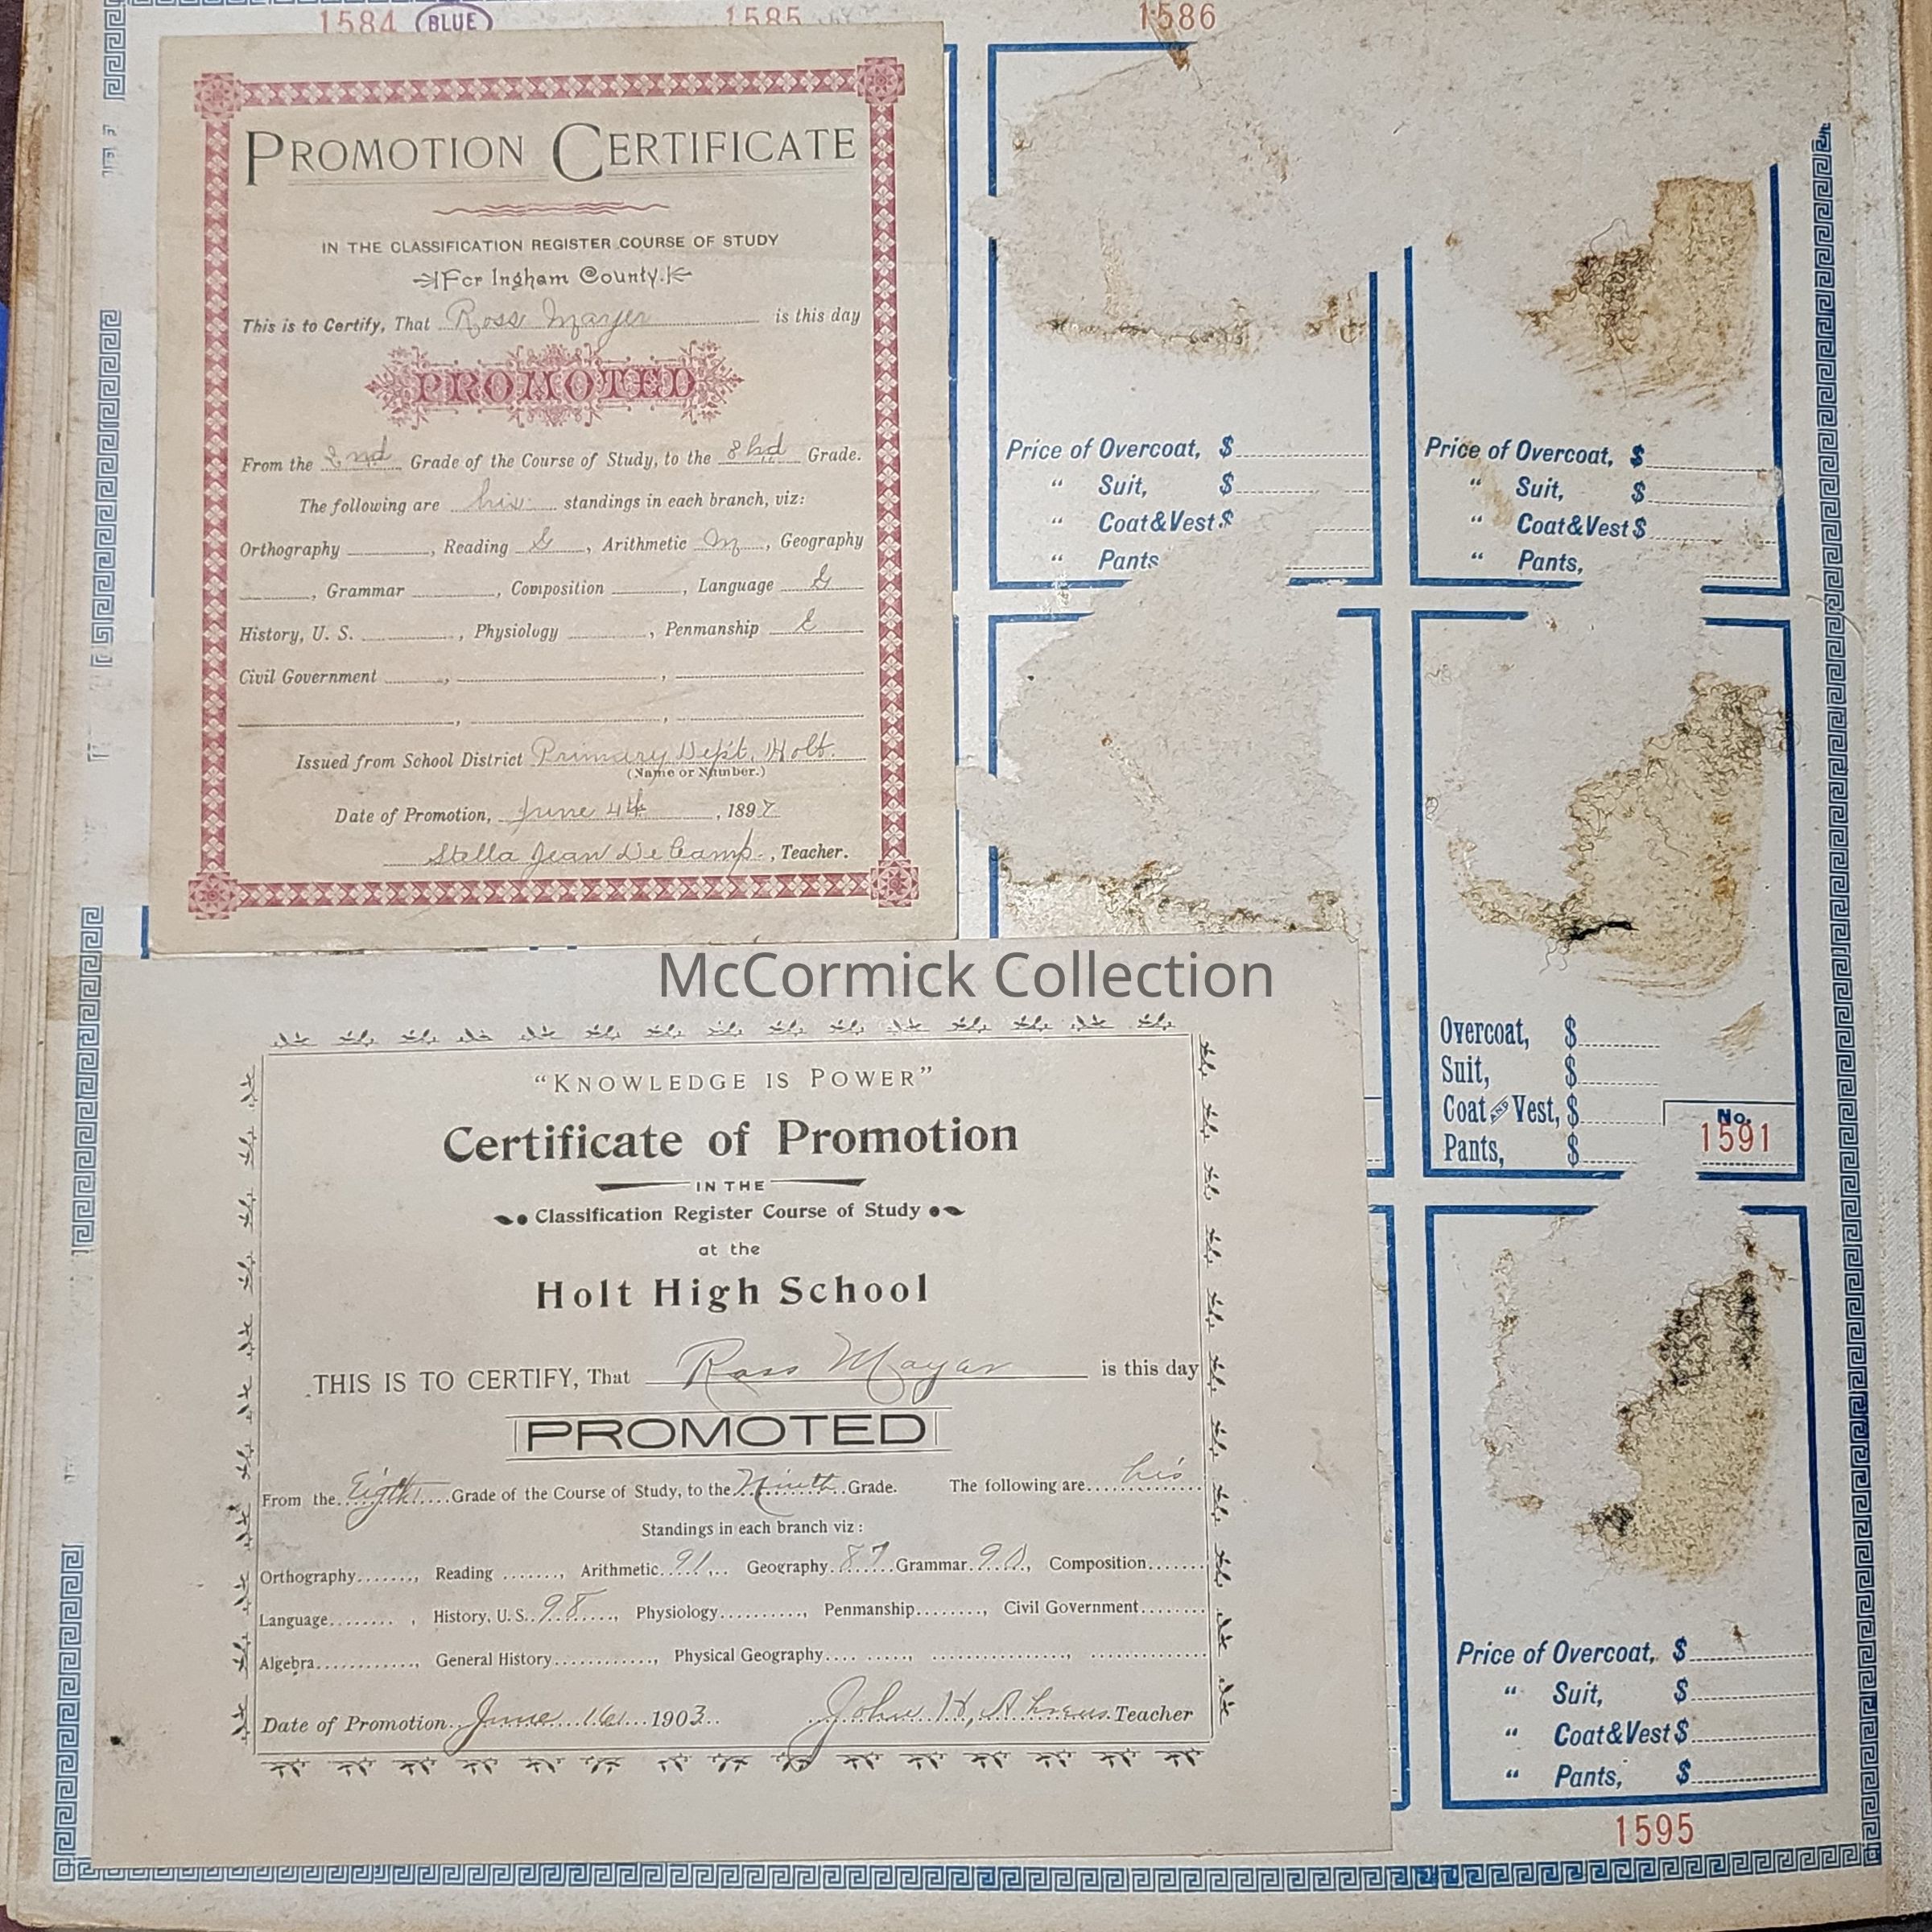 1584 BLUE 1585 1586
PROMOTION CERTIFICATE
IN THE CLASSIFICATION REGISTER COURSE OF STUDY
For Ingham County.
This is to Certify, That Ross Mayer is this day
PROMOTED
From the 2nd Grade of the Course of Study, to the Grade.
The following are his standings in each branch, viz:
Orthography , Reading G , Arithmetic M , Geography
, Grammar , Composition , Language G
History, U. S. , Physiology , Penmanship E
Civil Government , ,
, ,
Issued from School District Primary Dep't. Holt.
(Name or Number.)
Date of Promotion, June 4th , 1897
Stella Jean De Camp , Teacher.
Price of Overcoat, $
" Suit, $
" Coat&Vest $
" Pants
Price of Overcoat, $
" Suit, $
" Coat&Vest $
" Pants,
McCormick Collection
Overcoat, $
Suit, $
Coat AND Vest, $
Pants, $
No.
1591
"KNOWLEDGE IS POWER"
Certificate of Promotion
IN THE
Classification Register Course of Study
at the
Holt High School
THIS IS TO CERTIFY, That Ross Mayer is this day
PROMOTED
From the Eigth Grade of the Course of Study, to the Ninth Grade. The following are his
Standings in each branch viz:
Orthography......., Reading ......., Arithmetic 91, Geography 87 Grammar 90, Composition.......
Language........ , History, U.S. 98, Physiology.........., Penmanship........, Civil Government........
Algebra............, General History............, Physical Geography.... ....., ................, ..............
Date of Promotion June 16 1903 John H, Ahrens Teacher
Price of Overcoat, $
" Suit, $
" Coat&Vest $
" Pants, $
1595